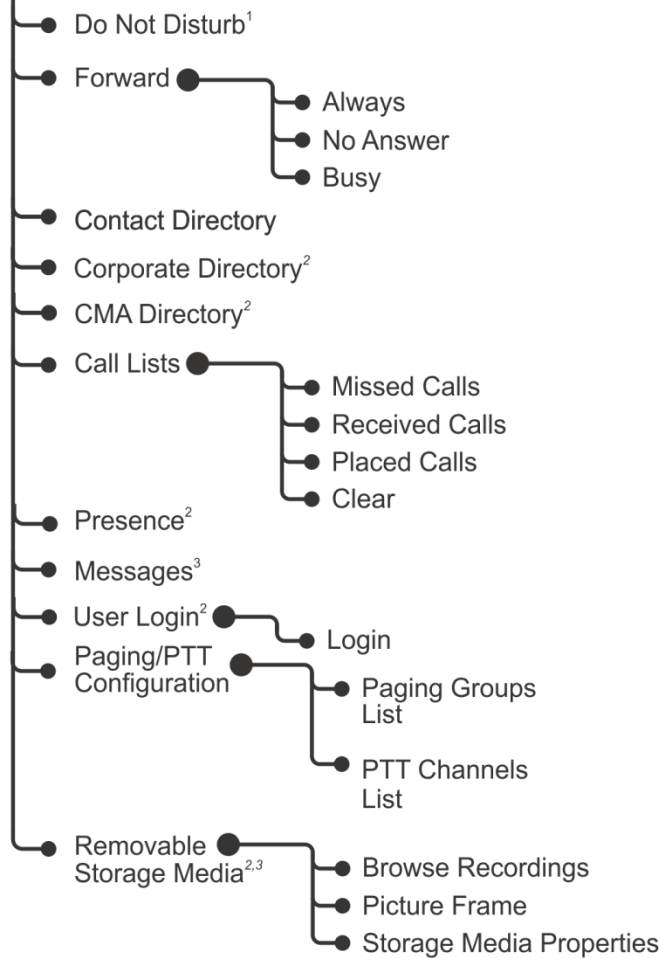 Do Not Disturb¹
Forward
Always
No Answer
Busy
Contact Directory
Corporate Directory²
CMA Directory²
Call Lists
Missed Calls
Received Calls
Placed Calls
Clear
Presence²
Messages³
User Login²
Login
Paging/PTT
Configuration
Paging Groups
List
PTT Channels
List
Removable
Storage Media²,³
Browse Recordings
Picture Frame
Storage Media Properties